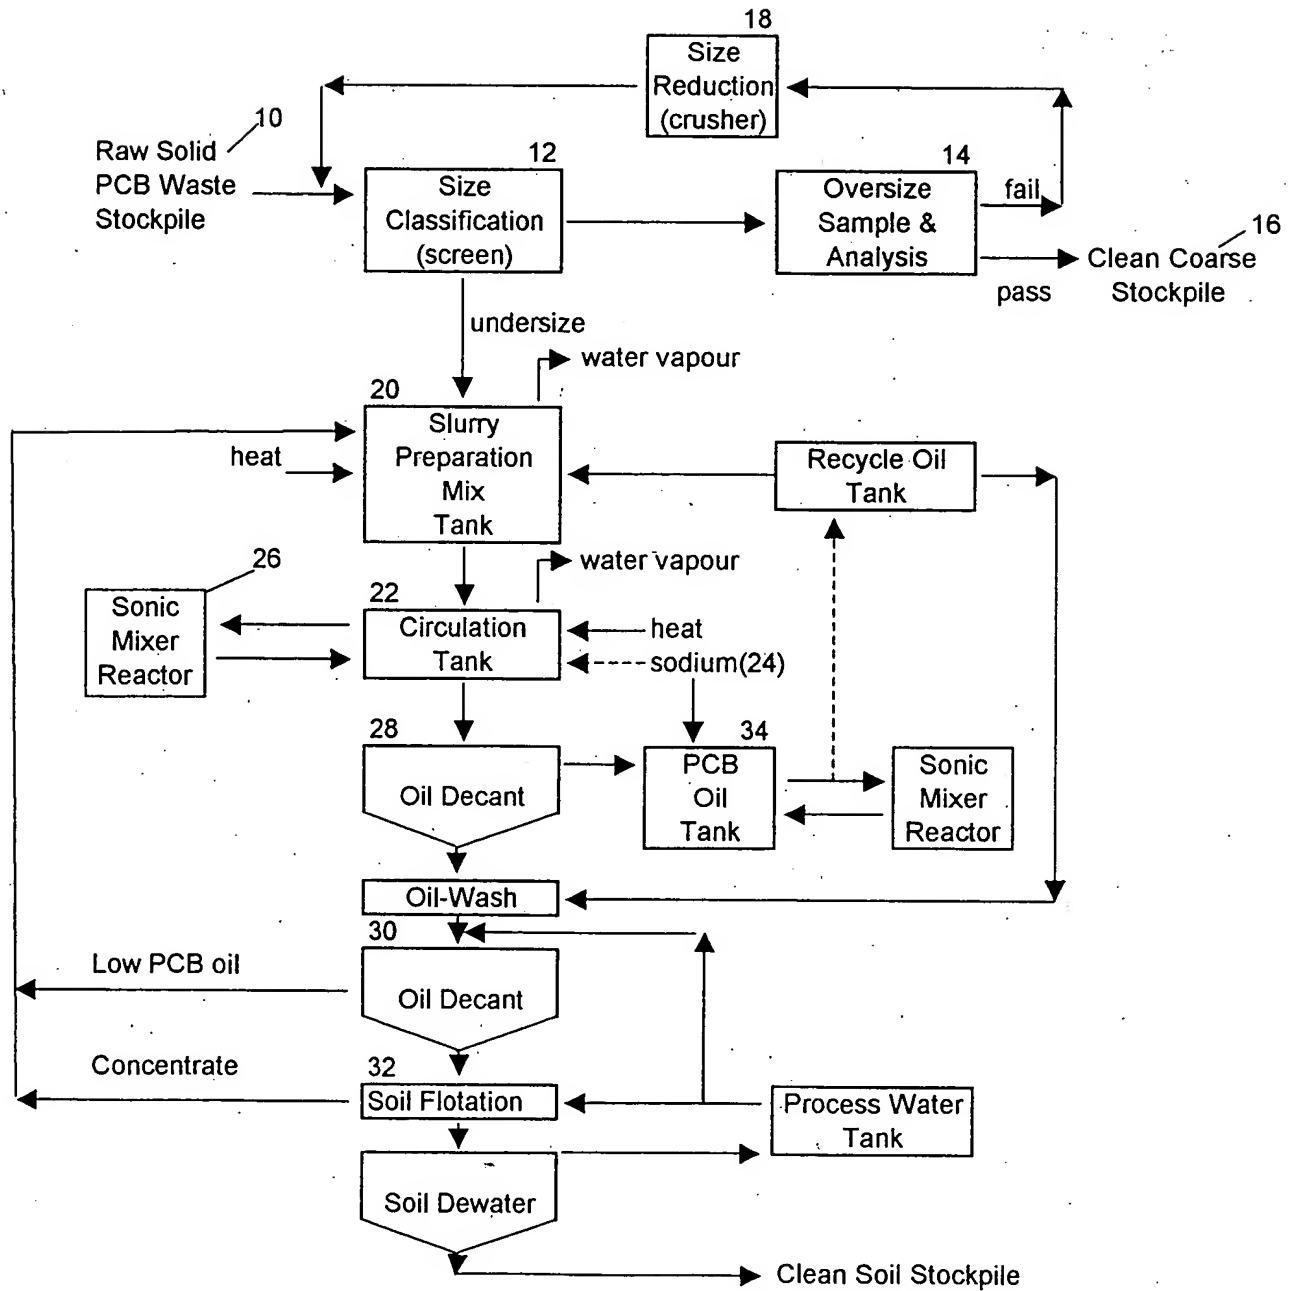 18
Size
Reduction
(crusher)
10
Raw Solid
PCB Waste
Stockpile
12
Size
Classification
(screen)
14
Oversize
Sample &
Analysis
fail
pass
16
Clean Coarse
Stockpile
undersize
water vapour
20
Slurry
Preparation
Mix
Tank
heat
Recycle Oil
Tank
water vapour
26
Sonic
Mixer
Reactor
22
Circulation
Tank
heat
sodium(24)
28
Oil Decant
34
PCB
Oil
Tank
Sonic
Mixer
Reactor
Oil-Wash
30
Oil Decant
Low PCB oil
Concentrate
32
Soil Flotation
Process Water
Tank
Soil Dewater
Clean Soil Stockpile